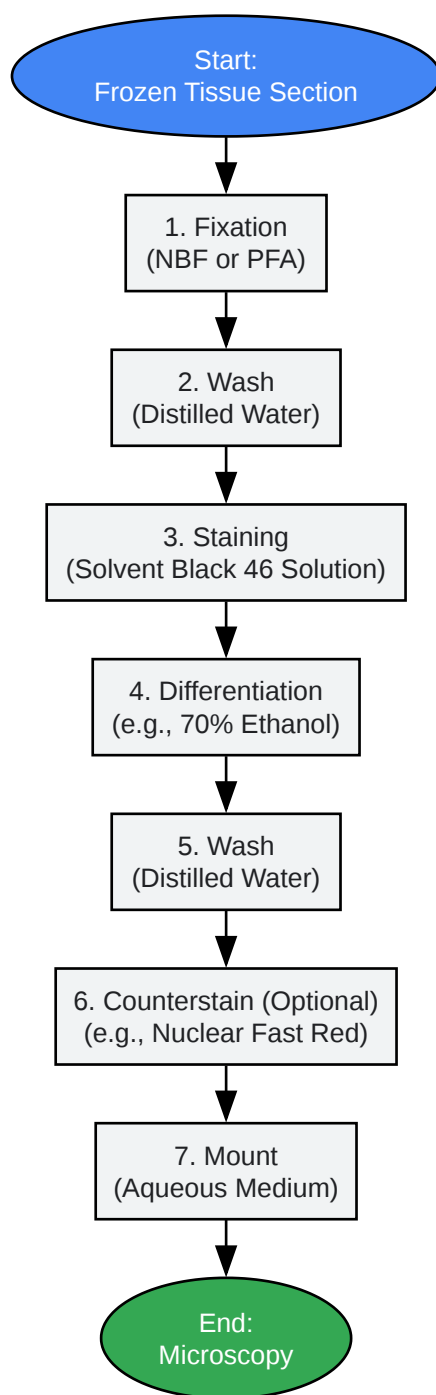 Start:
Frozen Tissue Section
1. Fixation
(NBF or PFA)
2. Wash
(Distilled Water)
3. Staining
(Solvent Black 46 Solution)
4. Differentiation
(e.g., 70% Ethanol)
5. Wash
(Distilled Water)
6. Counterstain (Optional)
(e.g., Nuclear Fast Red)
7. Mount
(Aqueous Medium)
End:
Microscopy